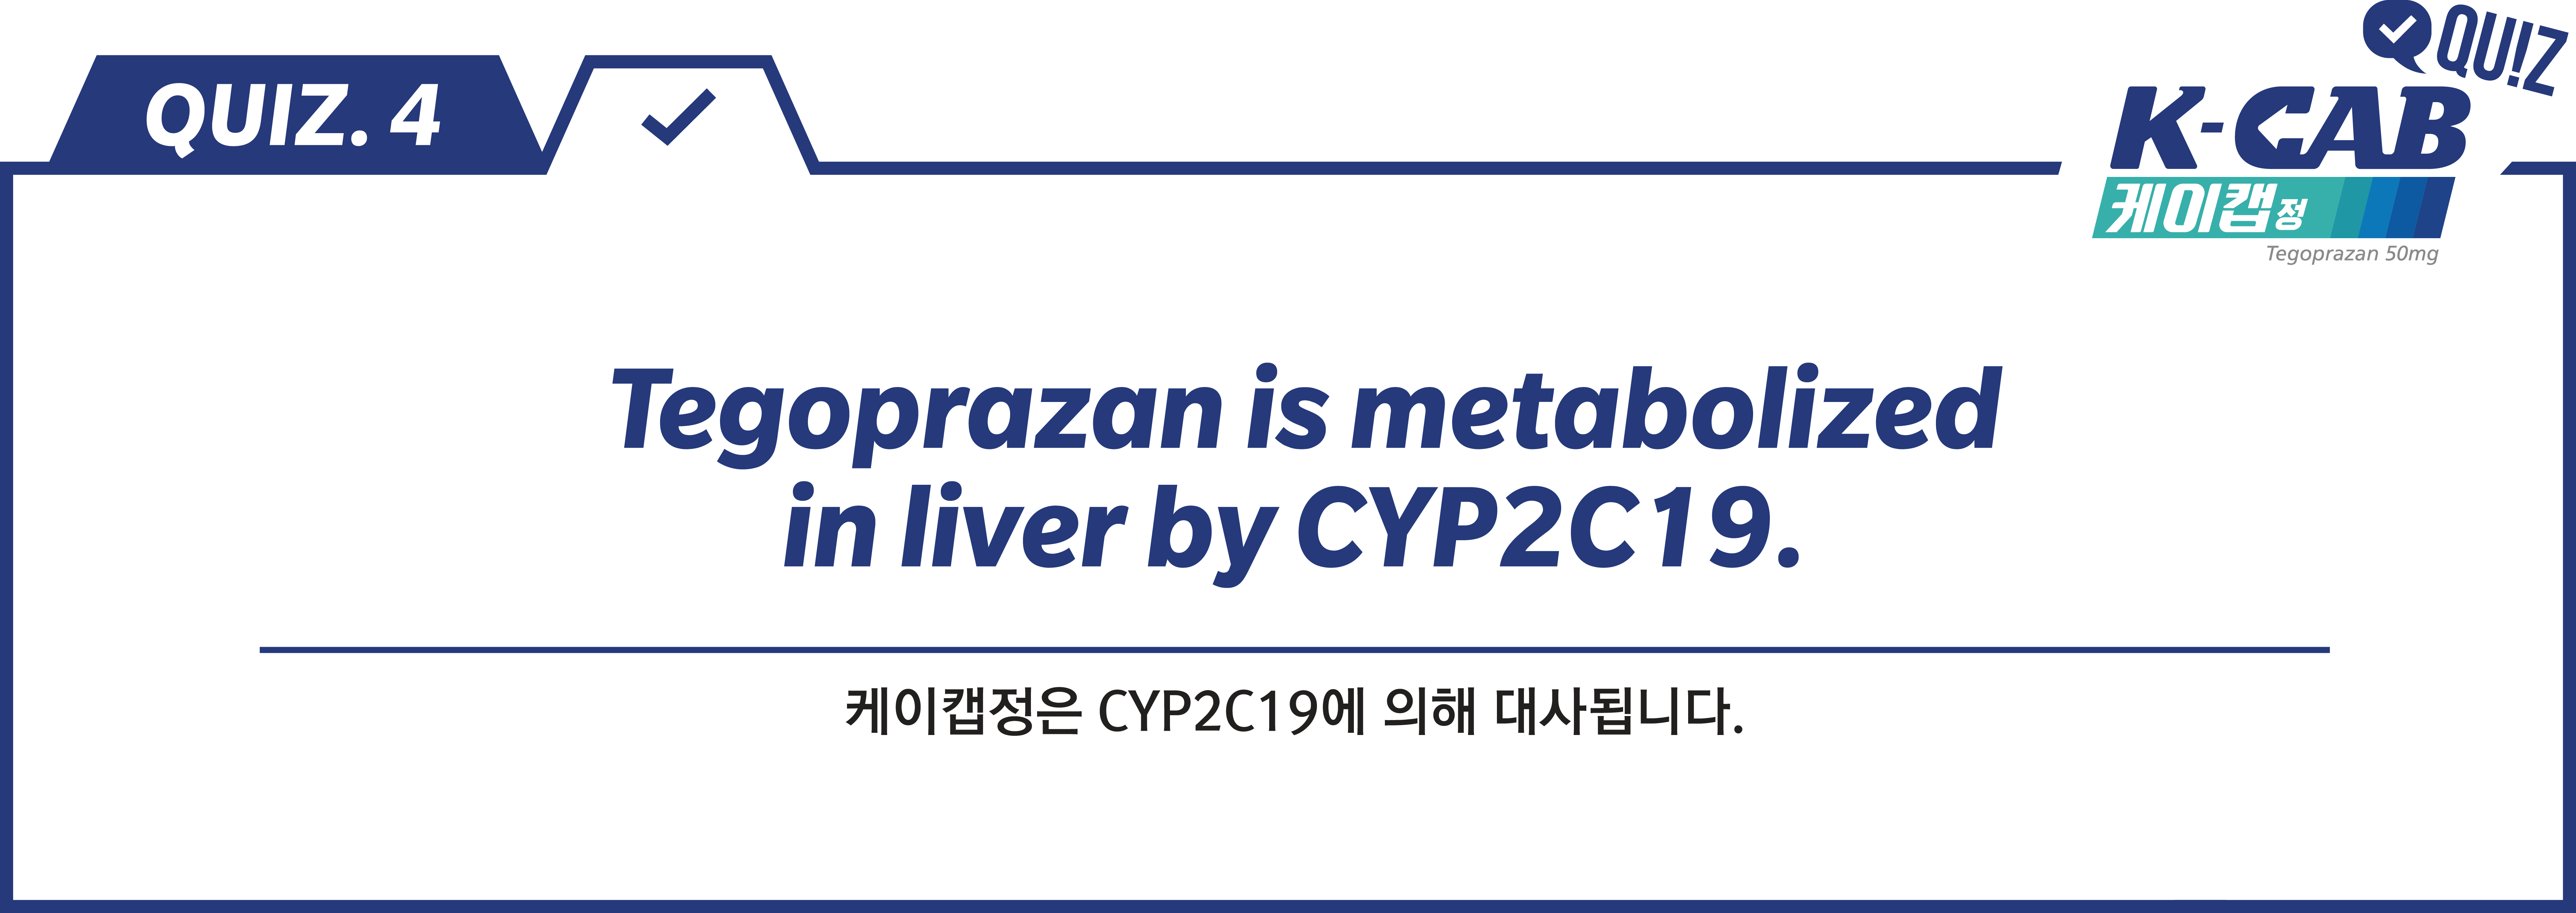 QUIZ
QUIZ. 4
K-CAB
케이캡정
Tegoprazan 50mg
Tegoprazan is metabolized
in liver by CYP2C19.
케이캡정은 CYP2C19에 의해 대사됩니다.